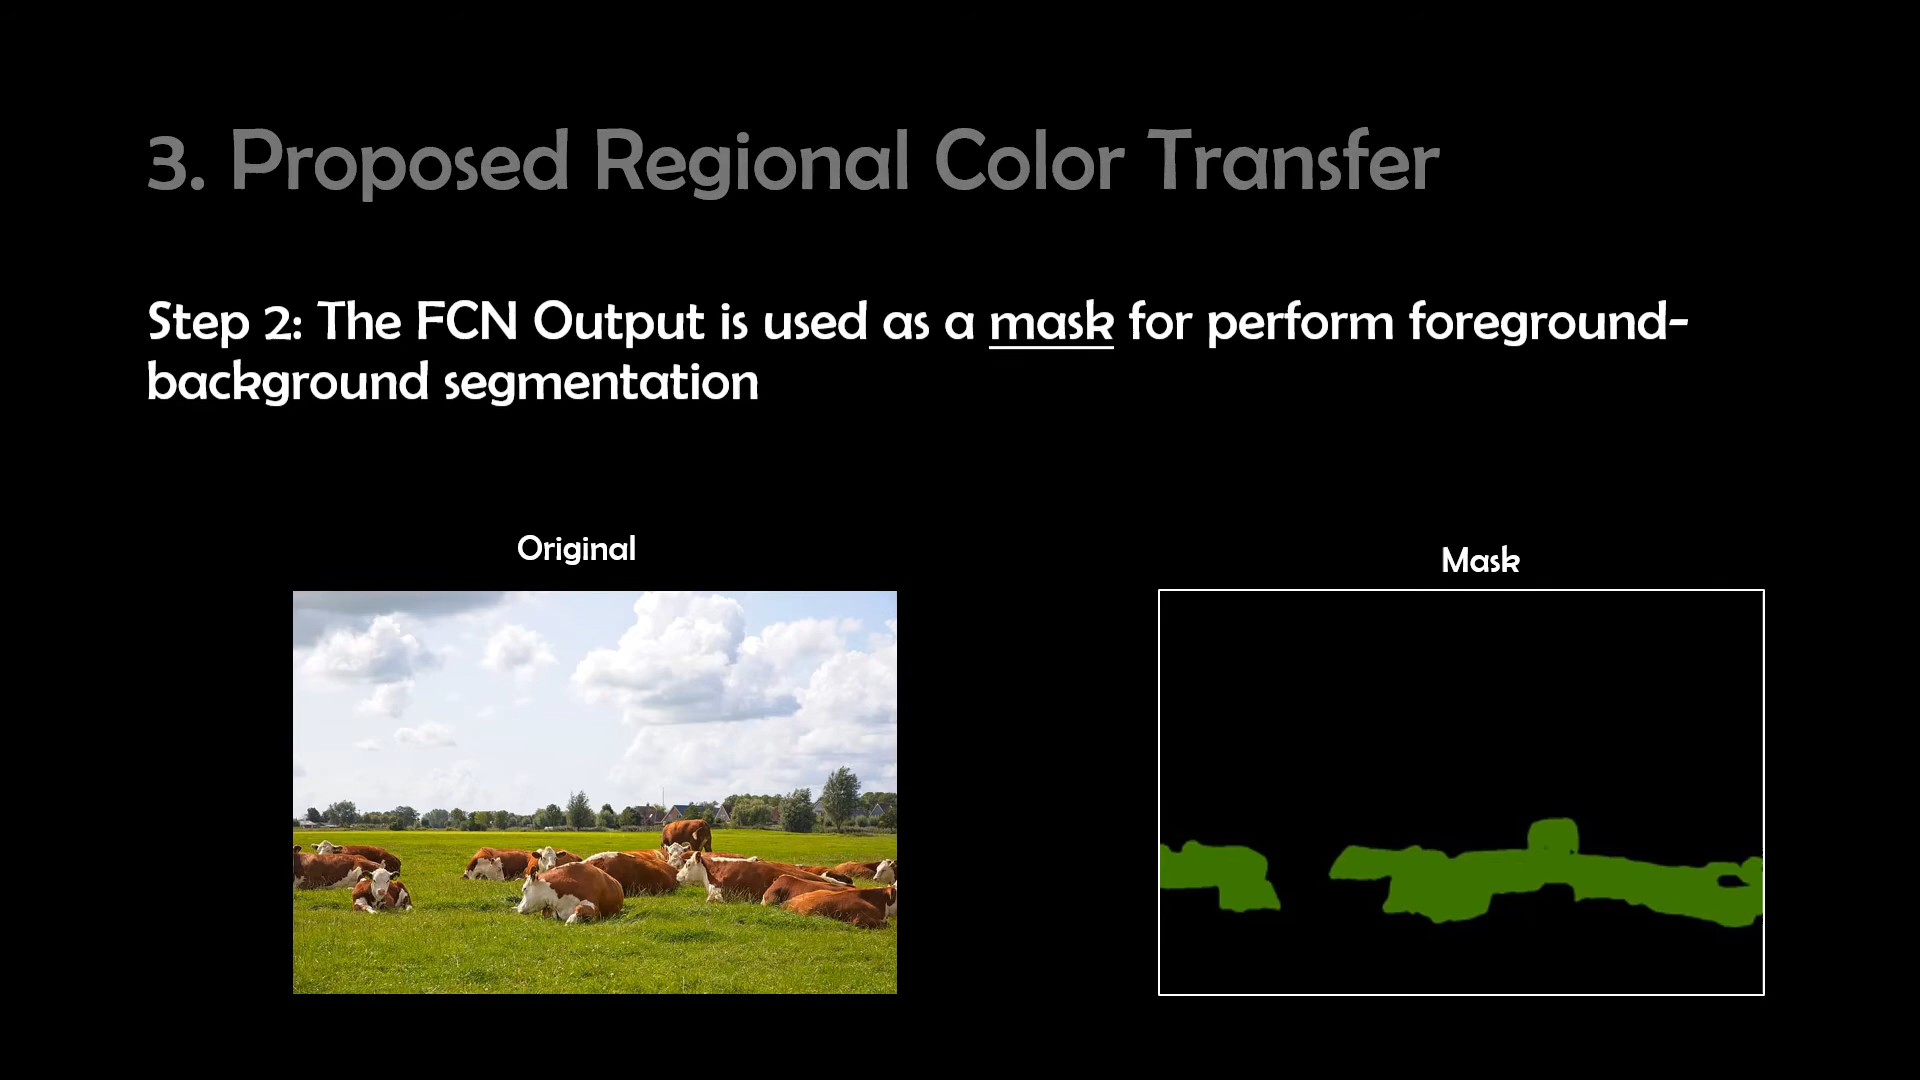 3. Proposed Regional Color Transfer
Step 2: The FCN Output is used as a mask for perform foreground-
background segmentation
Original
Mask